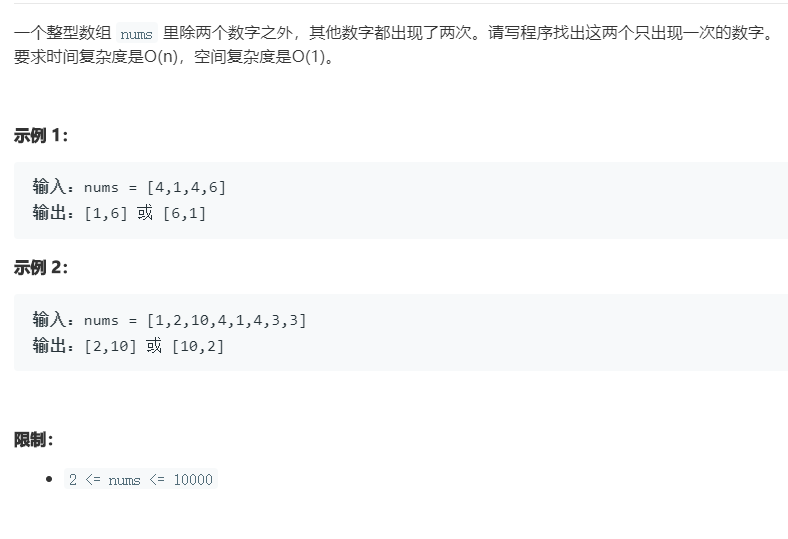 一个整型数组 nums 里除两个数字之外，其他数字都出现了两次。请写程序找出这两个只出现一次的数字。
要求时间复杂度是O(n)，空间复杂度是O(1)。
示例 1：
输入：nums = [4,1,4,6]
输出：[1,6] 或 [6,1]
示例 2：
输入：nums = [1,2,10,4,1,4,3,3]
输出：[2,10] 或 [10,2]
限制：
• 2 <= nums <= 10000